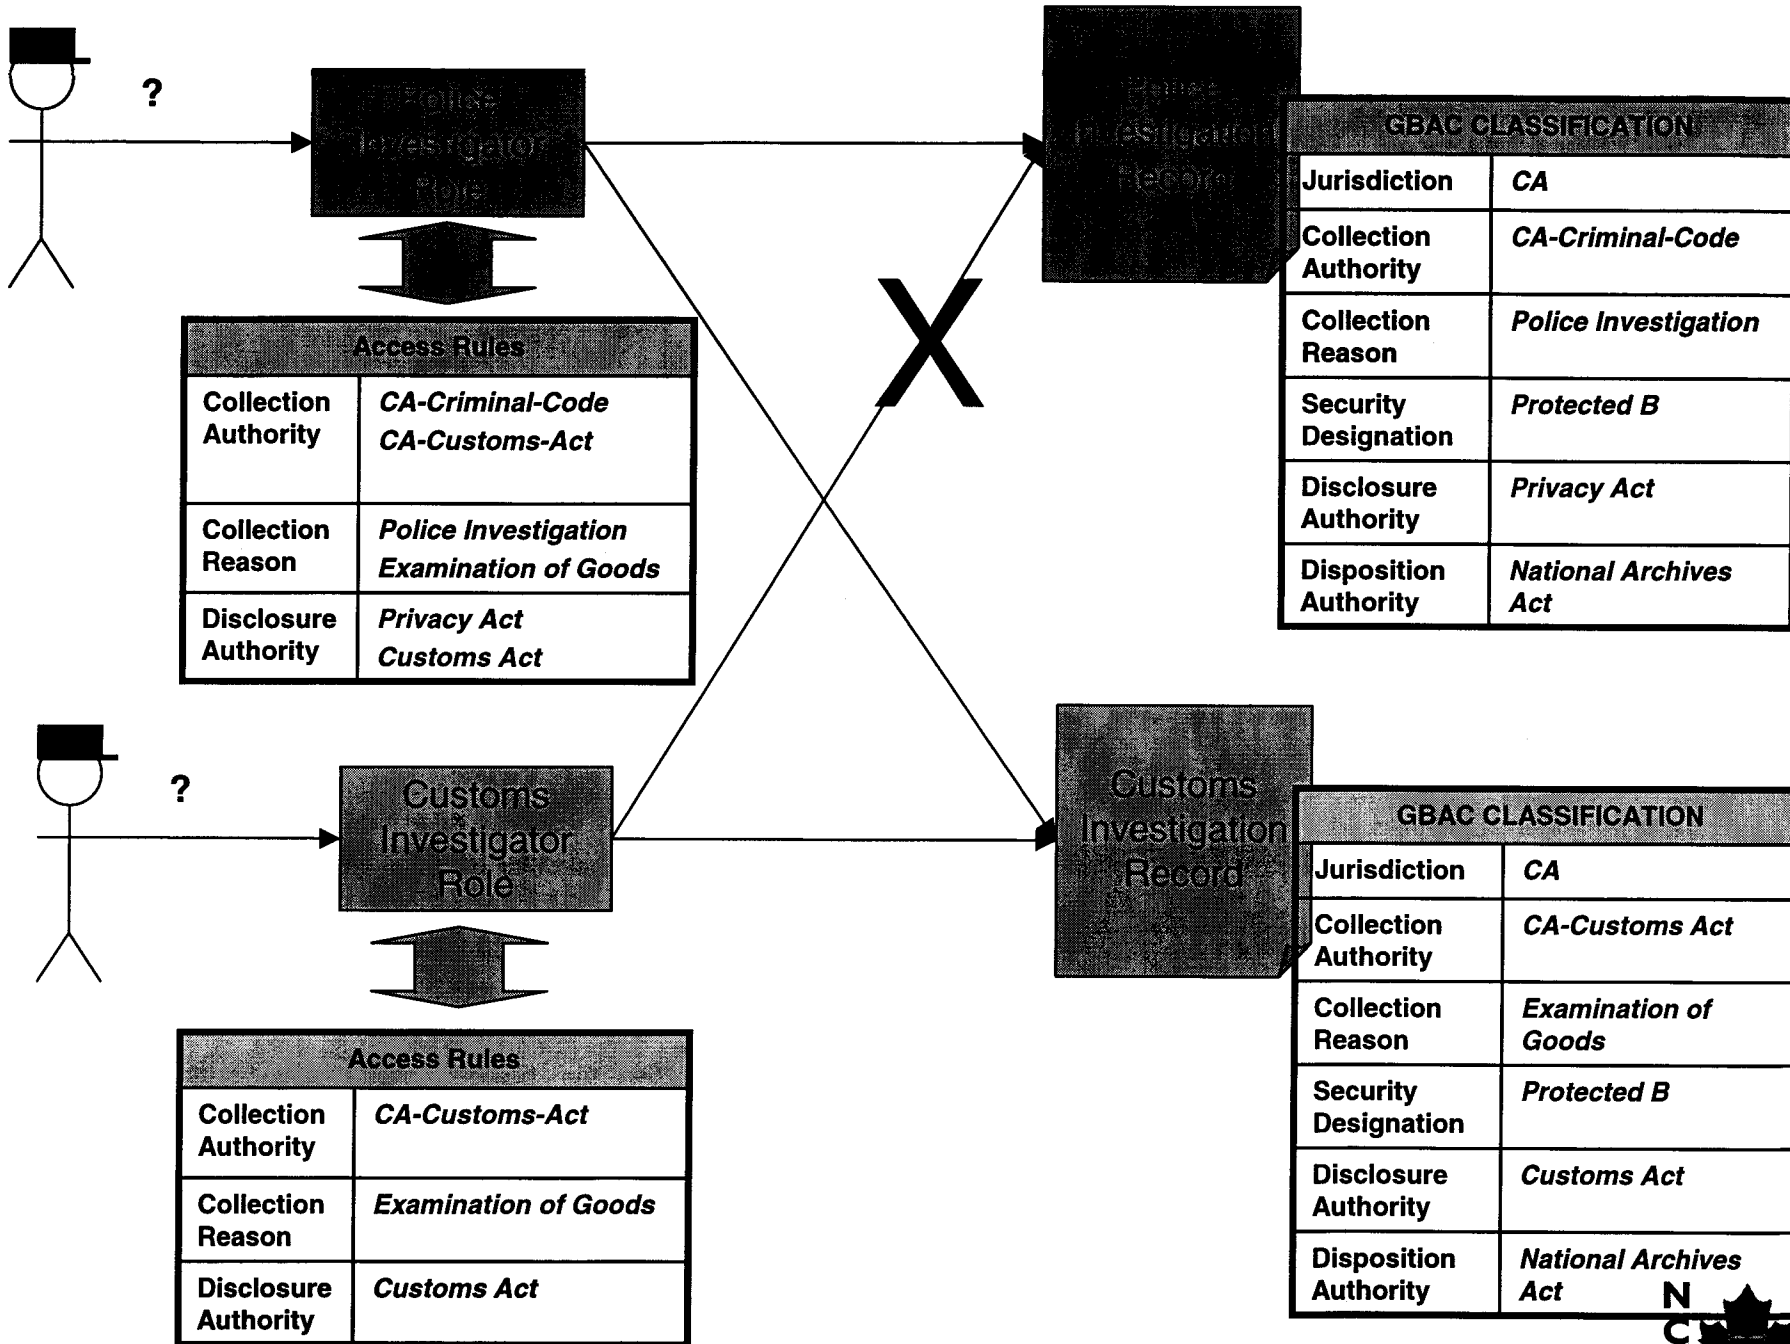 ?
Police
Investigator
Role
Police
Investigation
Record
GBAC CLASSIFICATION
Jurisdiction CA
Collection CA-Criminal-Code
Authority
Collection Police Investigation
Reason
Security Protected B
Designation
Disclosure Privacy Act
Authority
Disposition National Archives
Authority Act
X
Access Rules
Collection CA-Criminal-Code
Authority CA-Customs-Act
Collection Police Investigation
Reason Examination of Goods
Disclosure Privacy Act
Authority Customs Act
?
Customs
Investigator
Role
Customs
Investigation
Record
GBAC CLASSIFICATION
Jurisdiction CA
Collection CA-Customs Act
Authority
Collection Examination of
Reason Goods
Security Protected B
Designation
Disclosure Customs Act
Authority
Disposition National Archives
Authority Act
Access Rules
Collection CA-Customs-Act
Authority
Collection Examination of Goods
Reason
Disclosure Customs Act
Authority
N
C